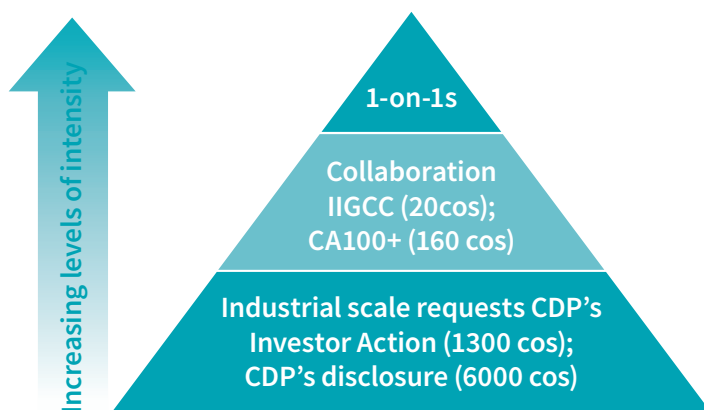 Increasing levels of intensity
1-on-1s
Collaboration
IIGCC (20cos);
CA100+ (160 cos)
Industrial scale requests CDP’s
Investor Action (1300 cos);
CDP’s disclosure (6000 cos)